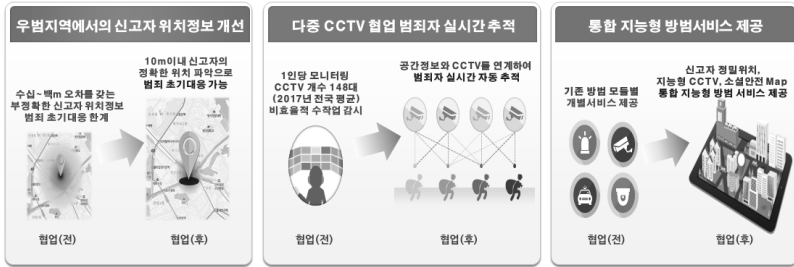 우범지역에서의 신고자 위치정보 개선
수십~백m 오차를 갖는
부정확한 신고자 위치정보
범죄 초기대응 한계
10m이내 신고자의
정확한 위치 파악으로
범죄 초기대응 가능
협업(전)
협업(후)
다중 CCTV 협업 범죄자 실시간 추적
1인당 모니터링
CCTV 개수 148대
(2017년 전국 평균)
비효율적 수작업 감시
공간정보와 CCTV를 연계하여
범죄자 실시간 자동 추적
협업(전)
협업(후)
통합 지능형 방범서비스 제공
기존 방범 모듈별
개별서비스 제공
신고자 정밀위치,
지능형 CCTV, 소셜안전 Map
통합 지능형 방범 서비스 제공
협업(전)
협업(후)